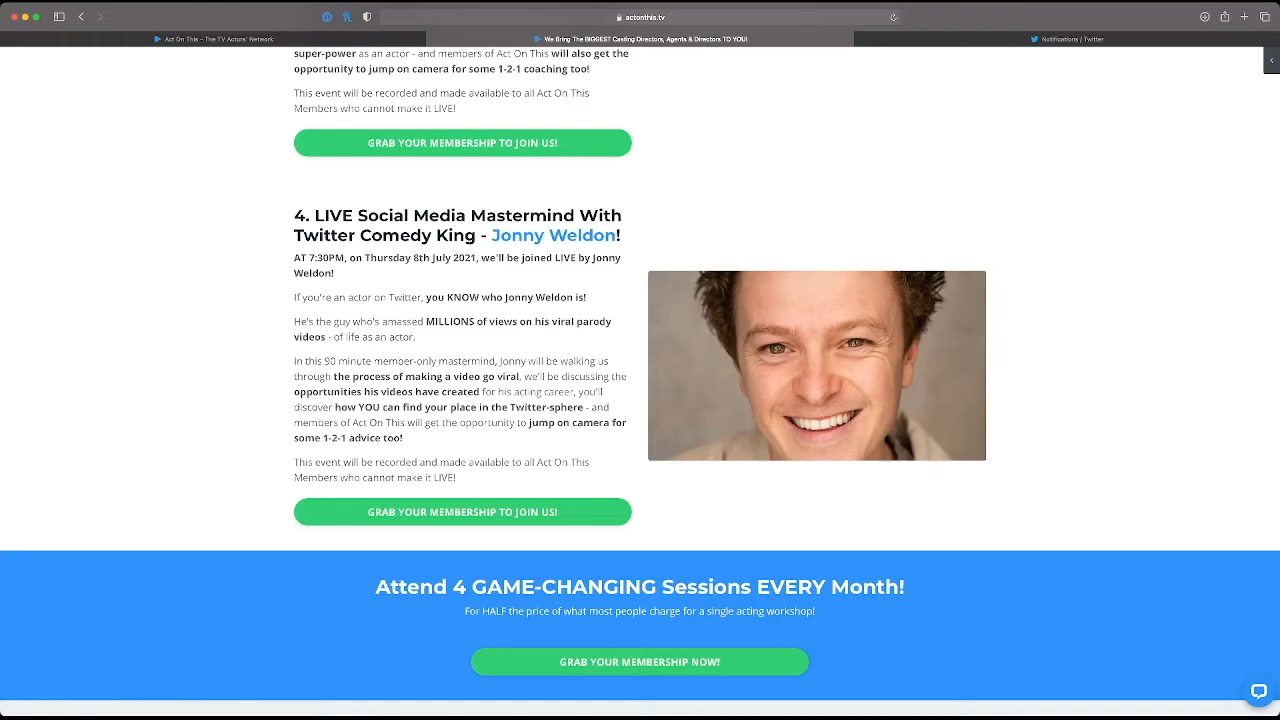 actonthis.tv
Act On This – The TV Actors' Network
We Bring The BIGGEST Casting Directors, Agents & Directors TO YOU!
Notifications / Twitter
super-power as an actor - and members of Act On This will also get the
opportunity to jump on camera for some 1-2-1 coaching too!
This event will be recorded and made available to all Act On This
Members who cannot make it LIVE!
GRAB YOUR MEMBERSHIP TO JOIN US!
4. LIVE Social Media Mastermind With
Twitter Comedy King - Jonny Weldon!
AT 7:30PM, on Thursday 8th July 2021, we'll be joined LIVE by Jonny
Weldon!
If you're an actor on Twitter, you KNOW who Jonny Weldon is!
He's the guy who's amassed MILLIONS of views on his viral parody
videos - of life as an actor.
In this 90 minute member-only mastermind, Jonny will be walking us
through the process of making a video go viral, we'll be discussing the
opportunities his videos have created for his acting career, you'll
discover how YOU can find your place in the Twitter-sphere - and
members of Act On This will get the opportunity to jump on camera for
some 1-2-1 advice too!
This event will be recorded and made available to all Act On This
Members who cannot make it LIVE!
GRAB YOUR MEMBERSHIP TO JOIN US!
Attend 4 GAME-CHANGING Sessions EVERY Month!
For HALF the price of what most people charge for a single acting workshop!
GRAB YOUR MEMBERSHIP NOW!